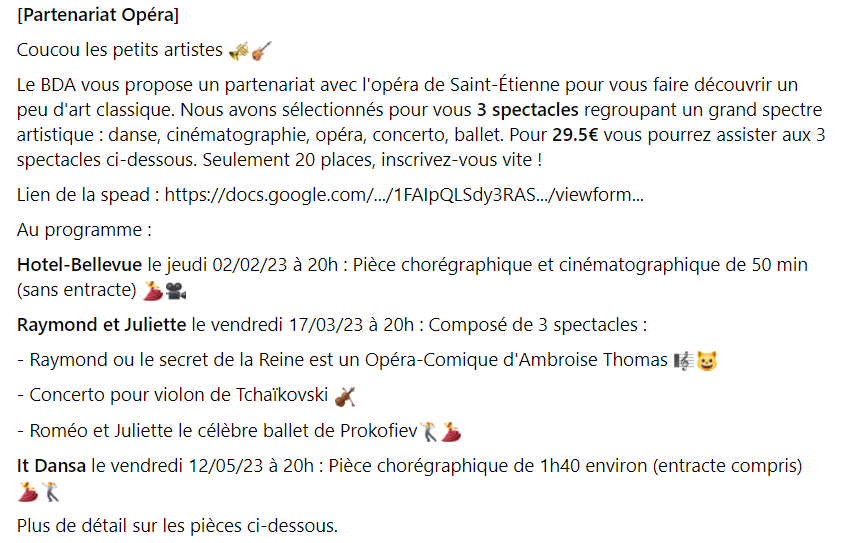 [Partenariat Opéra]
Coucou les petits artistes 🎺🎻
Le BDA vous propose un partenariat avec l'opéra de Saint-Étienne pour vous faire découvrir un
peu d'art classique. Nous avons sélectionnés pour vous 3 spectacles regroupant un grand spectre
artistique : danse, cinématographie, opéra, concerto, ballet. Pour 29.5€ vous pourrez assister aux 3
spectacles ci-dessous. Seulement 20 places, inscrivez-vous vite !
Lien de la spead : https://docs.google.com/.../1FAIpQLSdy3RAS.../viewform...
Au programme :
Hotel-Bellevue le jeudi 02/02/23 à 20h : Pièce chorégraphique et cinématographique de 50 min
(sans entracte) 💃🎥
Raymond et Juliette le vendredi 17/03/23 à 20h : Composé de 3 spectacles :
- Raymond ou le secret de la Reine est un Opéra-Comique d'Ambroise Thomas 🎼😺
- Concerto pour violon de Tchaïkovski 🎻
- Roméo et Juliette le célèbre ballet de Prokofiev🕺💃
It Dansa le vendredi 12/05/23 à 20h : Pièce chorégraphique de 1h40 environ (entracte compris)
💃🕺
Plus de détail sur les pièces ci-dessous.